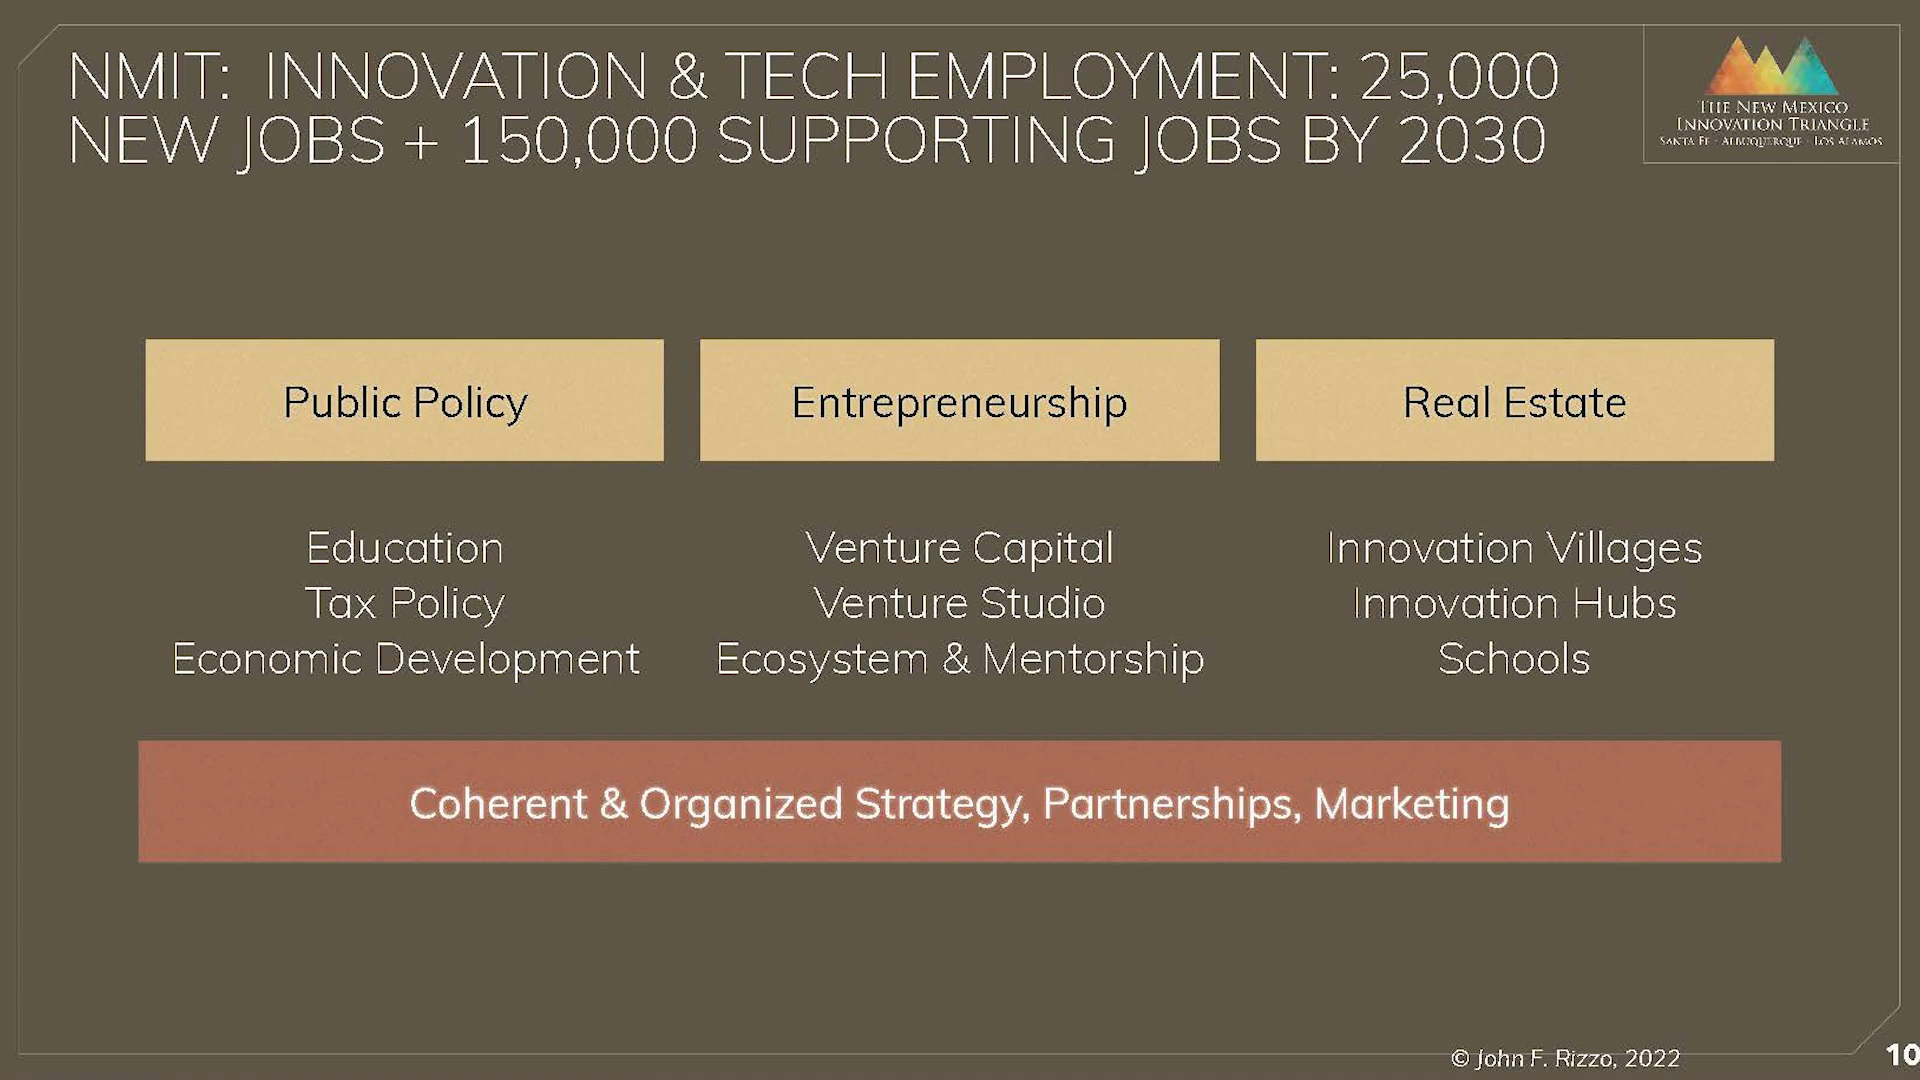 NMIT: INNOVATION & TECH EMPLOYMENT: 25,000
NEW JOBS + 150,000 SUPPORTING JOBS BY 2030
THE NEW MEXICO
INNOVATION TRIANGLE
SANTA FE · ALBUQUERQUE · LOS ALAMOS
Public Policy
Entrepreneurship
Real Estate
Education
Tax Policy
Economic Development
Venture Capital
Venture Studio
Ecosystem & Mentorship
Innovation Villages
Innovation Hubs
Schools
Coherent & Organized Strategy, Partnerships, Marketing
© John F. Rizzo, 2022
10